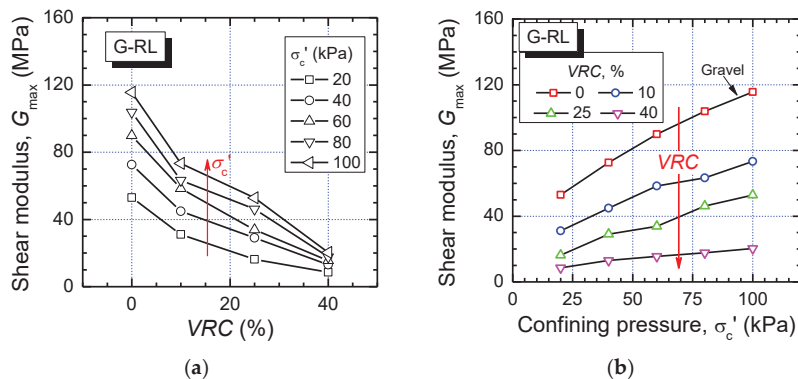 G-RL
σc' (kPa)
20
40
60
80
100
σc'
Shear modulus, Gmax (MPa)
160
120
80
40
0
0 20 40
VRC (%)
(a)
G-RL
VRC, %
0 10
25 40
Gravel
VRC
Shear modulus, Gmax (MPa)
160
120
80
40
0
0 25 50 75 100
Confining pressure, σc' (kPa)
(b)